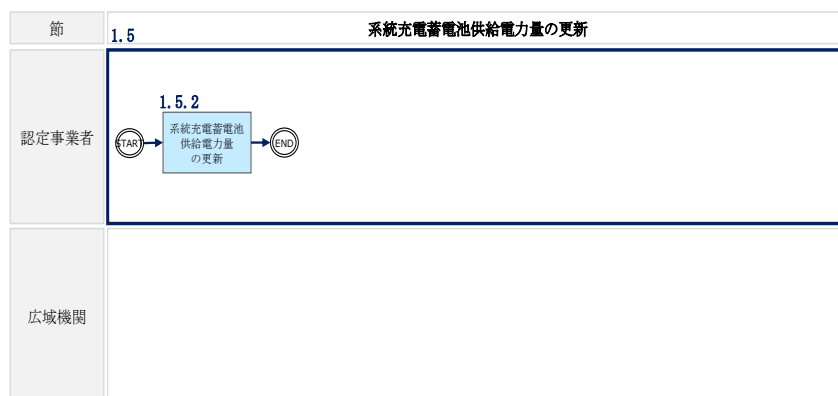 節
1.5
系統充電蓄電池供給電力量の更新
認定事業者
1.5.2
START
系統充電蓄電池
供給電力量
の更新
END
広域機関